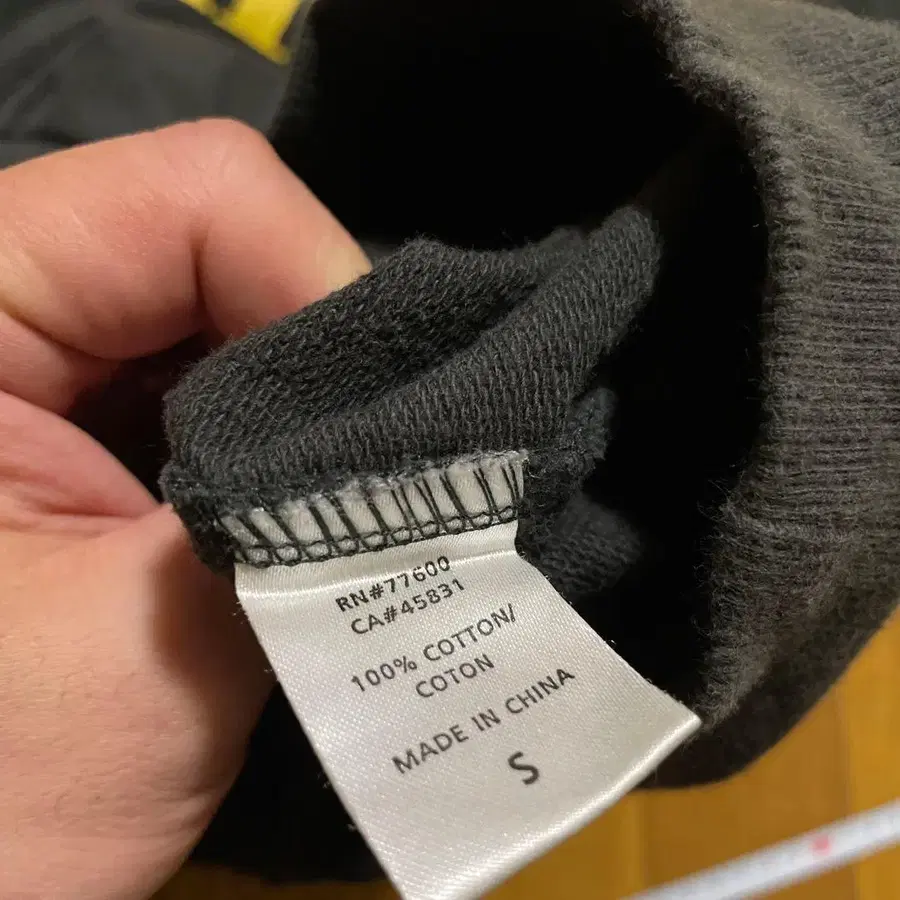 RN#77600
CA#45831
100% COTTON/
COTON
MADE IN CHINA
S